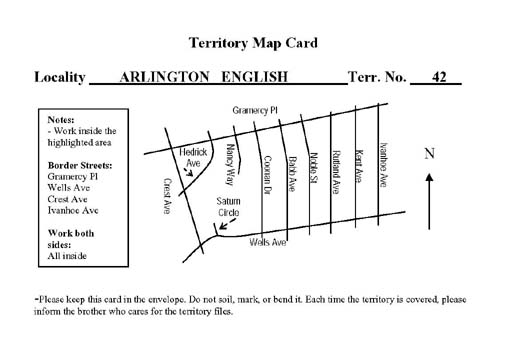 Territory Map Card
Locality ARLINGTON ENGLISH Terr. No. 42
Notes:
- Work inside the
highlighted area
Border Streets:
Gramercy Pl
Wells Ave
Crest Ave
Ivanhoe Ave
Work both
sides:
All inside
Gramercy Pl
Hedrick
Ave
Nancy Way
Crest Ave
Saturn
Circle
Coonan Dr
Babb Ave
Noble St
Rutland Ave
Kent Ave
Ivanhoe Ave
Wells Ave
N
-Please keep this card in the envelope. Do not soil, mark, or bend it. Each time the territory is covered, please
inform the brother who cares for the territory files.